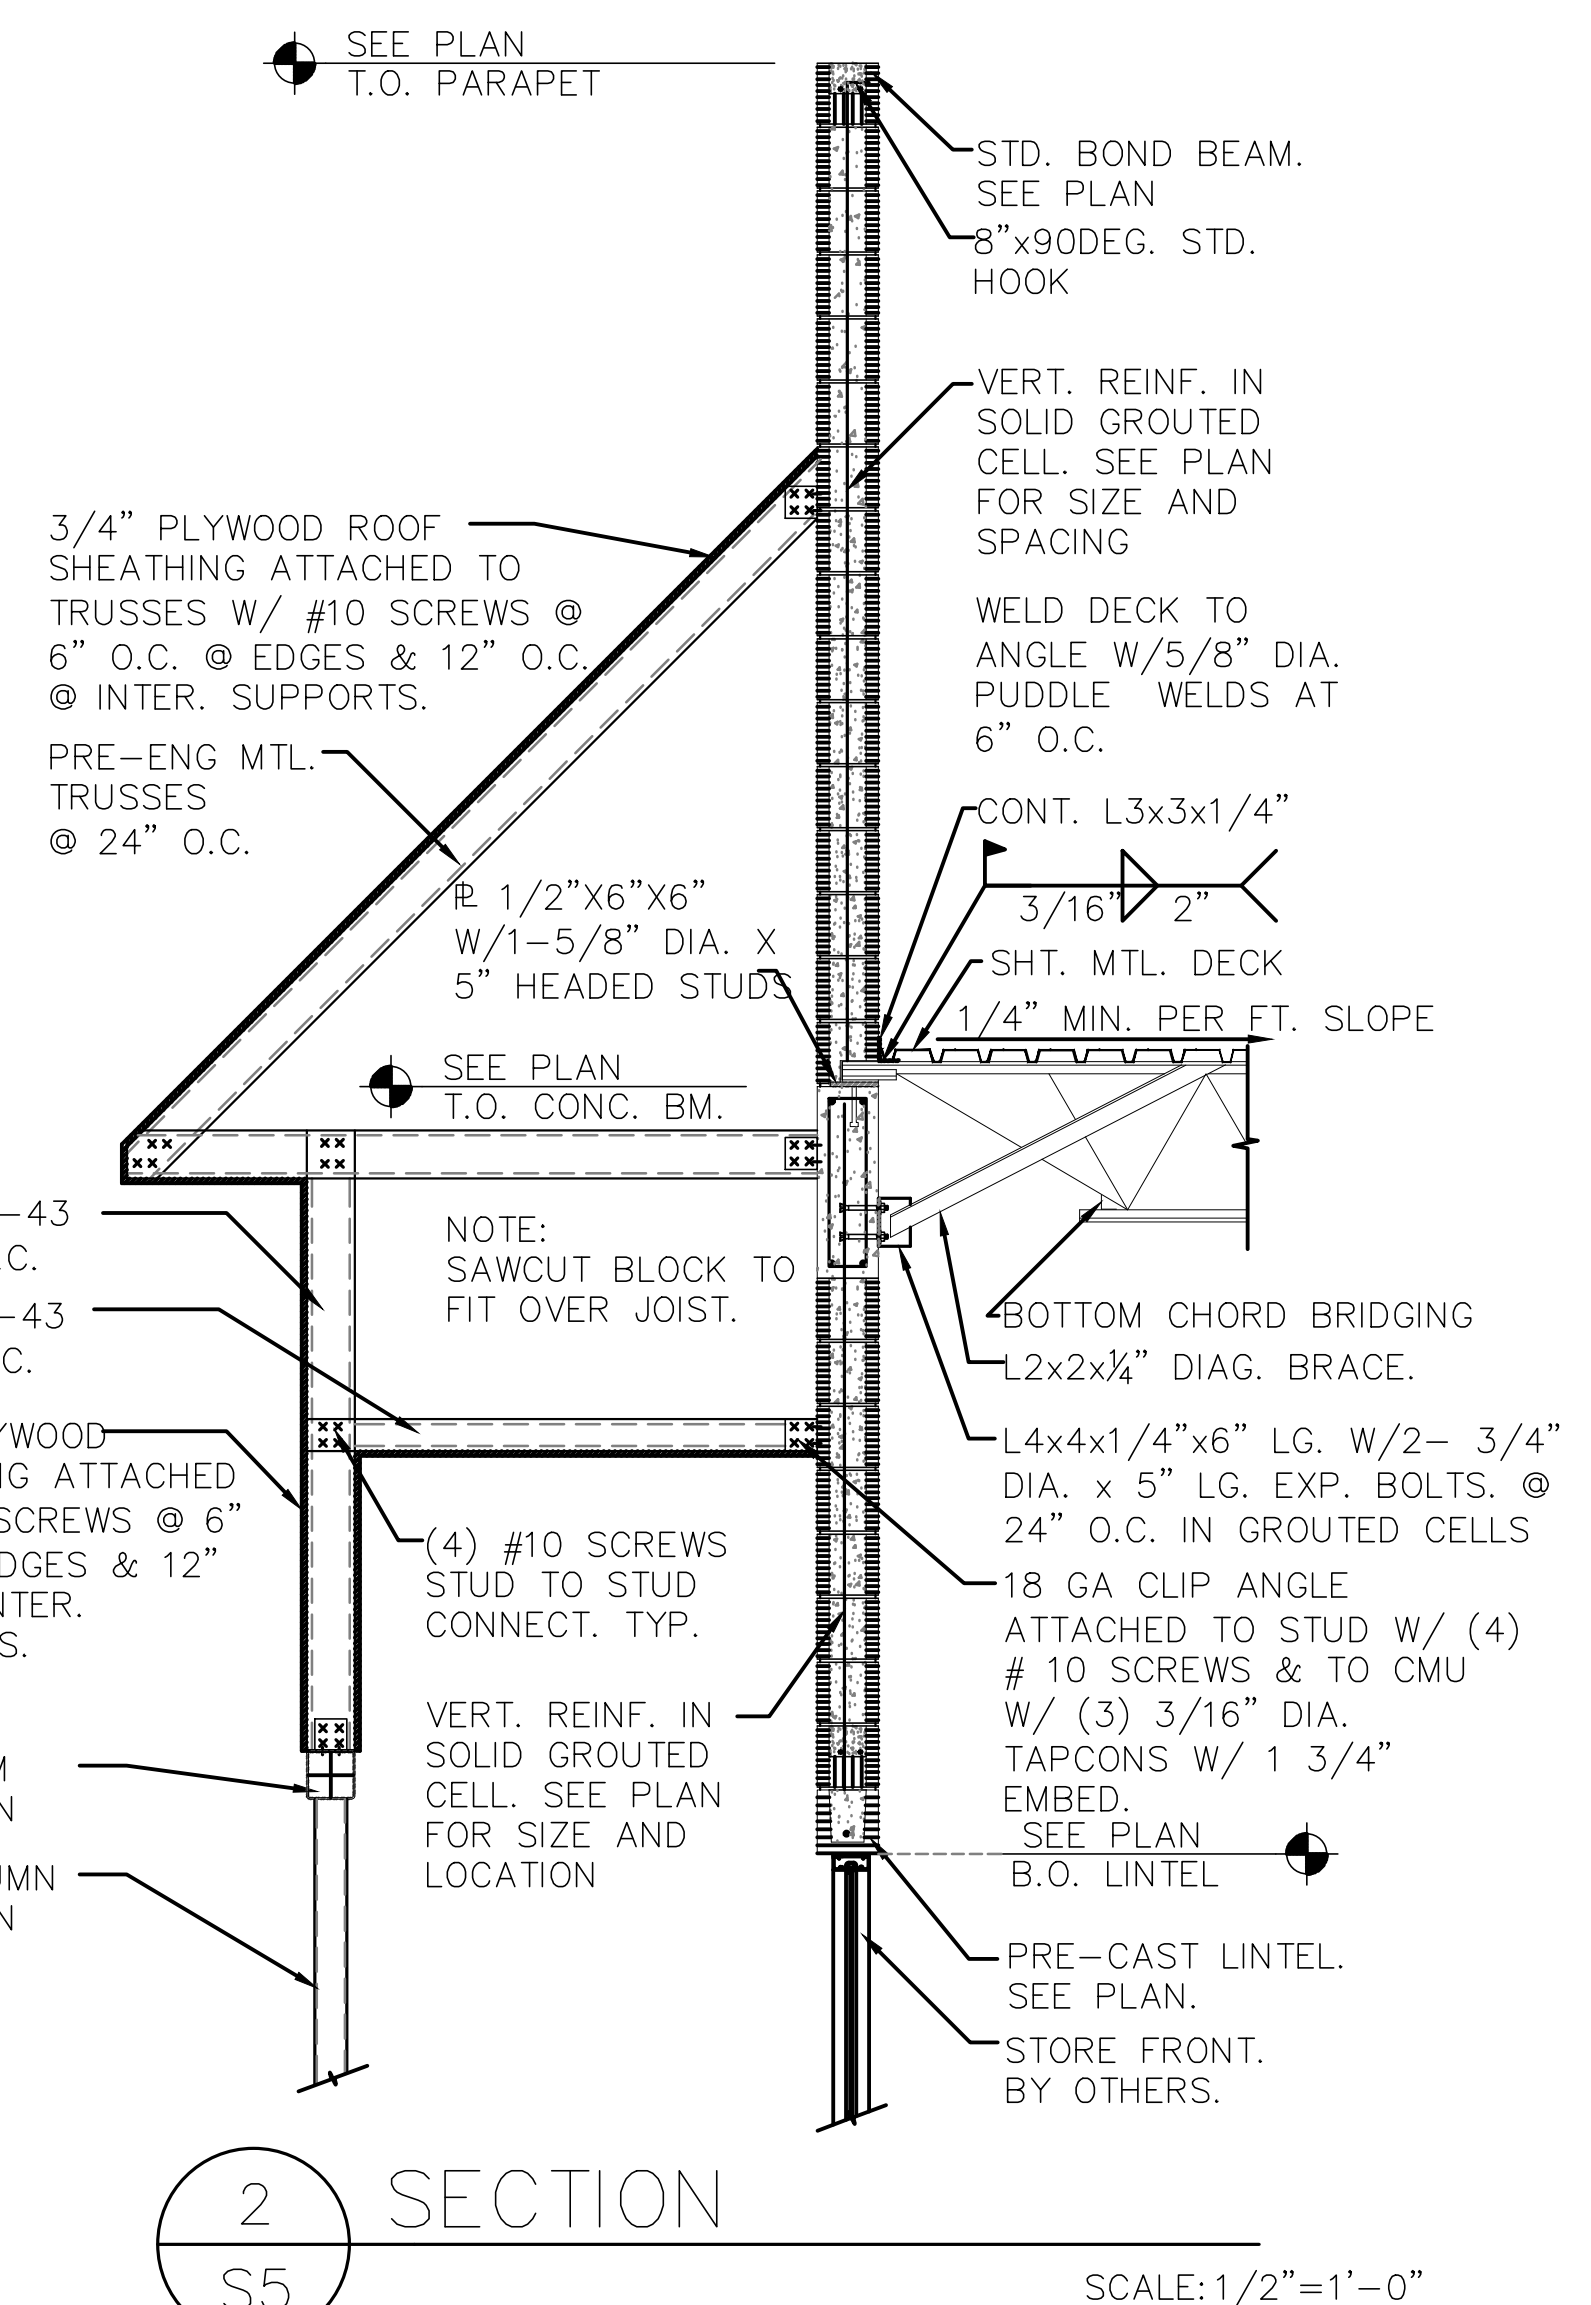 SEE PLAN
T.O. PARAPET
STD. BOND BEAM.
SEE PLAN
8"x90DEG. STD.
HOOK
VERT. REINF. IN
SOLID GROUTED
CELL. SEE PLAN
FOR SIZE AND
SPACING
3/4" PLYWOOD ROOF
SHEATHING ATTACHED TO
TRUSSES W/ #10 SCREWS @
6" O.C. @ EDGES & 12" O.C.
@ INTER. SUPPORTS.
WELD DECK TO
ANGLE W/5/8" DIA.
PUDDLE WELDS AT
6" O.C.
PRE-ENG MTL.
TRUSSES
@ 24" O.C.
CONT. L3x3x1/4"
3/16" 2"
℄ 1/2"X6"X6"
W/1-5/8" DIA. X
5" HEADED STUDS
SHT. MTL. DECK
1/4" MIN. PER FT. SLOPE
SEE PLAN
T.O. CONC. BM.
-43
C.
NOTE:
SAWCUT BLOCK TO
FIT OVER JOIST.
-43
C.
BOTTOM CHORD BRIDGING
L2x2x¼" DIAG. BRACE.
YWOOD
NG ATTACHED
SCREWS @ 6"
DGES & 12"
NTER.
S.
L4x4x1/4"x6" LG. W/2- 3/4"
DIA. x 5" LG. EXP. BOLTS. @
24" O.C. IN GROUTED CELLS
(4) #10 SCREWS
STUD TO STUD
CONNECT. TYP.
18 GA CLIP ANGLE
ATTACHED TO STUD W/ (4)
# 10 SCREWS & TO CMU
W/ (3) 3/16" DIA.
TAPCONS W/ 1 3/4"
EMBED.
VERT. REINF. IN
SOLID GROUTED
CELL. SEE PLAN
FOR SIZE AND
LOCATION
M
N
UMN
N
SEE PLAN
B.O. LINTEL
PRE-CAST LINTEL.
SEE PLAN.
STORE FRONT.
BY OTHERS.
2
SECTION
S5
SCALE: 1/2"=1'-0"